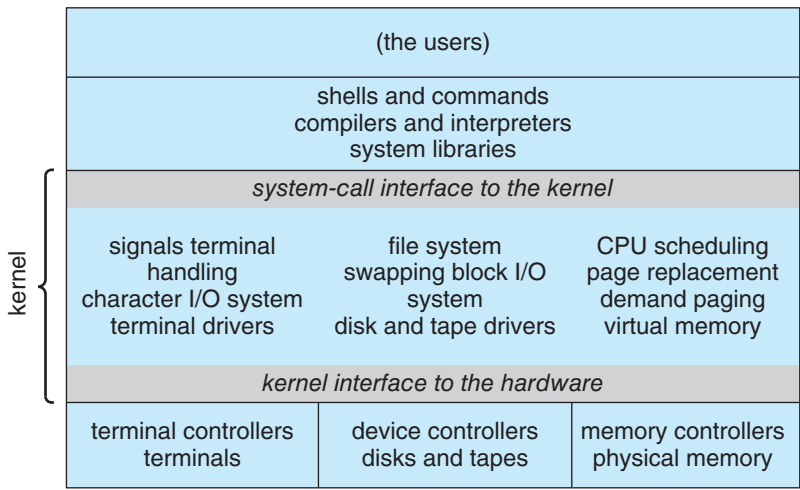 (the users)
shells and commands
compilers and interpreters
system libraries
kernel
system-call interface to the kernel
signals terminal
handling
character I/O system
terminal drivers
file system
swapping block I/O
system
disk and tape drivers
CPU scheduling
page replacement
demand paging
virtual memory
kernel interface to the hardware
terminal controllers
terminals
device controllers
disks and tapes
memory controllers
physical memory